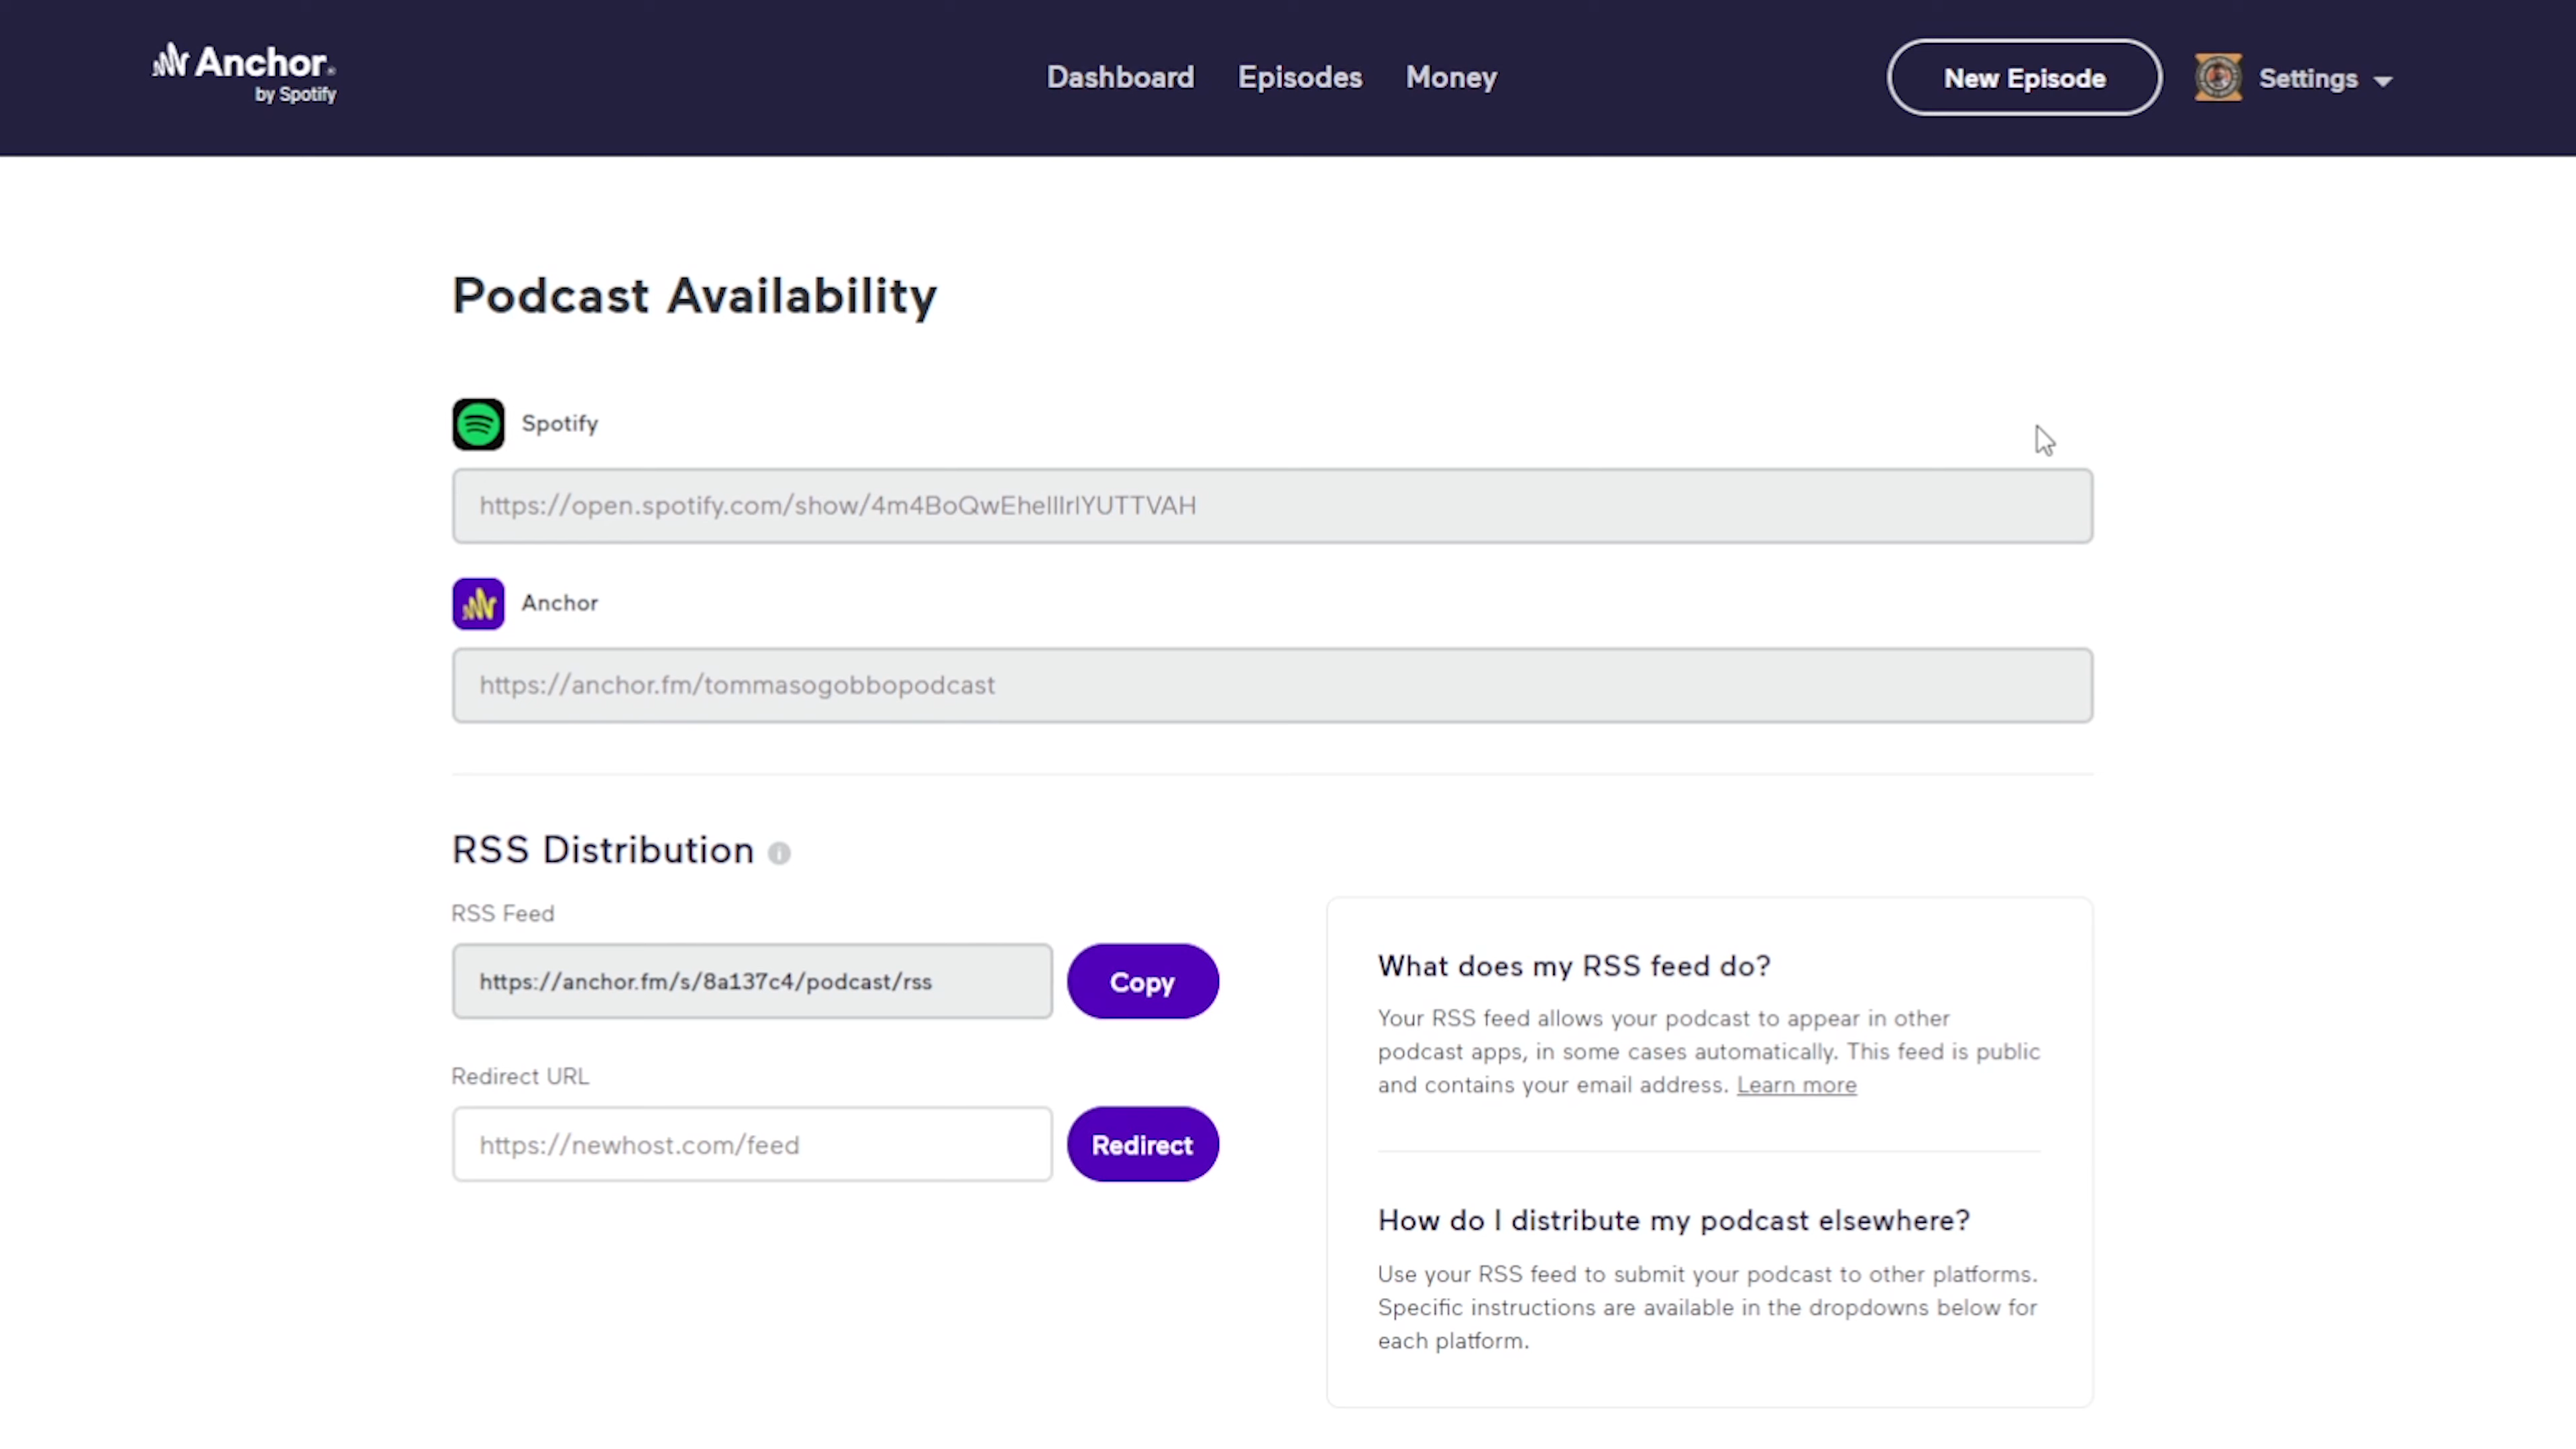 Anchor
by Spotify
Dashboard Episodes Money
New Episode
Settings
Podcast Availability
Spotify
https://open.spotify.com/show/4m4BoQwEhelllrlYUTTVAH
Anchor
https://anchor.fm/tommasogobbopodcast
RSS Distribution
RSS Feed
https://anchor.fm/s/8a137c4/podcast/rss
Copy
Redirect URL
https://newhost.com/feed
Redirect
What does my RSS feed do?
Your RSS feed allows your podcast to appear in other
podcast apps, in some cases automatically. This feed is public
and contains your email address. Learn more
How do I distribute my podcast elsewhere?
Use your RSS feed to submit your podcast to other platforms.
Specific instructions are available in the dropdowns below for
each platform.